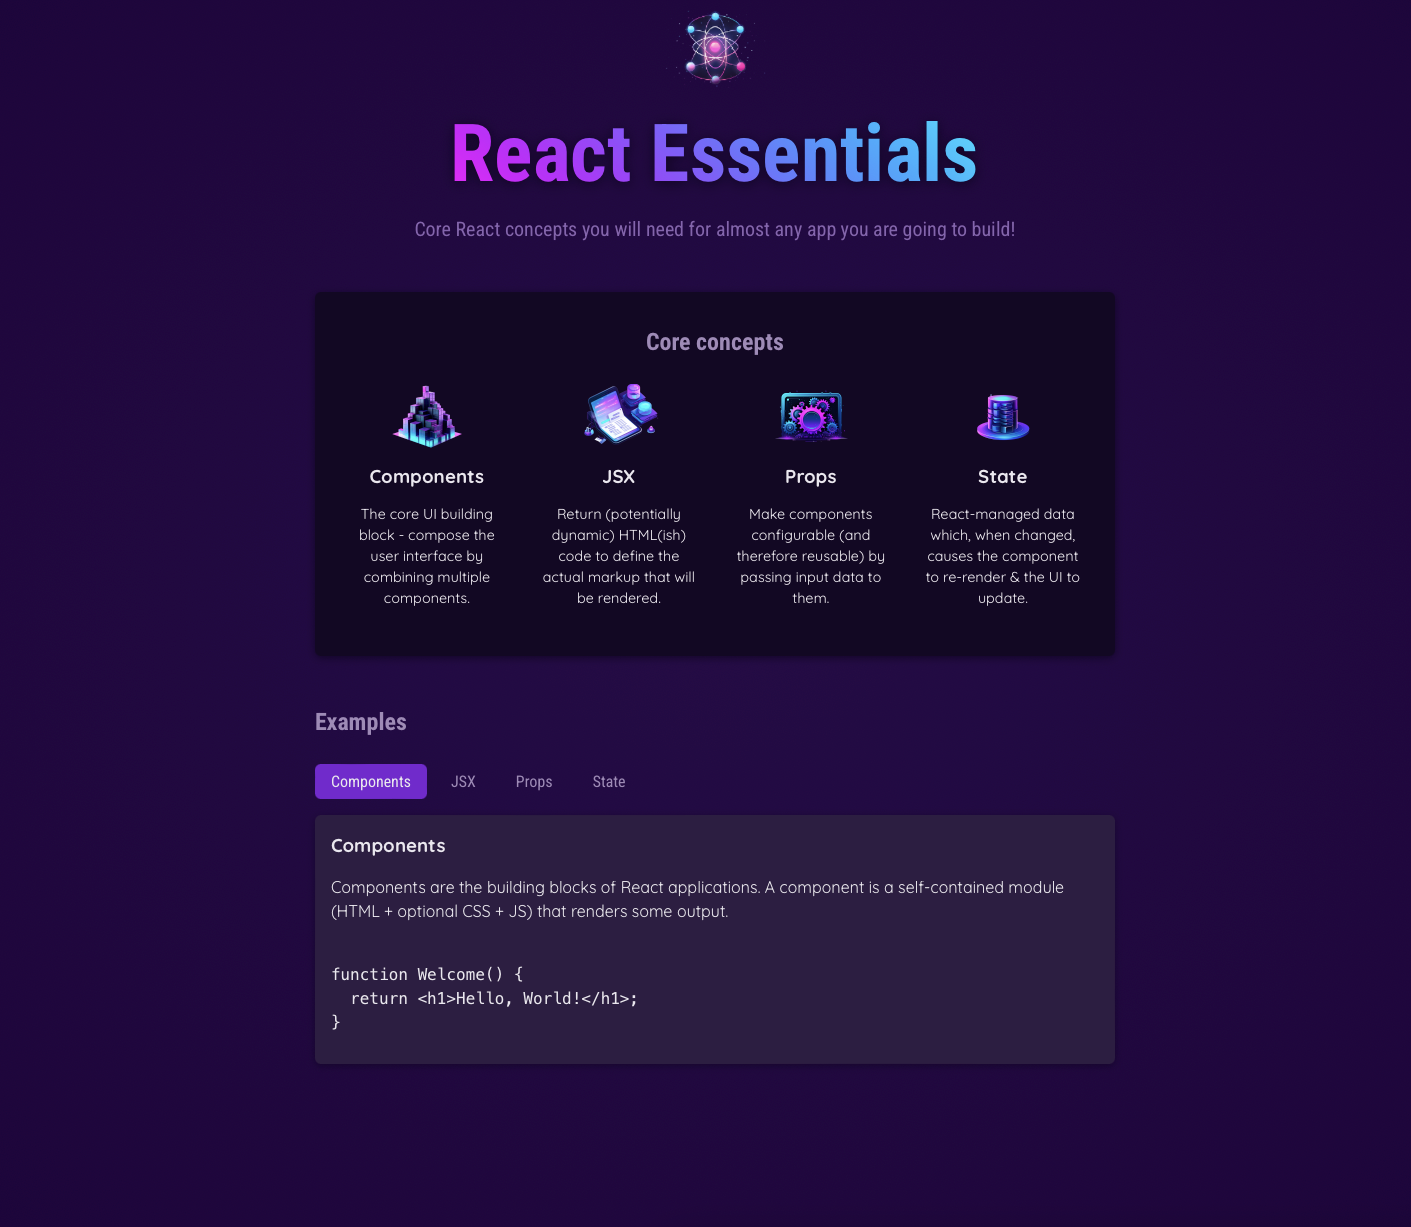 React Essentials
Core React concepts you will need for almost any app you are going to build!
Core concepts
Components
The core UI building
block - compose the
user interface by
combining multiple
components.
JSX
Return (potentially
dynamic) HTML(ish)
code to define the
actual markup that will
be rendered.
Props
Make components
configurable (and
therefore reusable) by
passing input data to
them.
State
React-managed data
which, when changed,
causes the component
to re-render & the UI to
update.
Examples
Components JSX Props State
Components
Components are the building blocks of React applications. A component is a self-contained module
(HTML + optional CSS + JS) that renders some output.
function Welcome() {
  return <h1>Hello, World!</h1>;
}